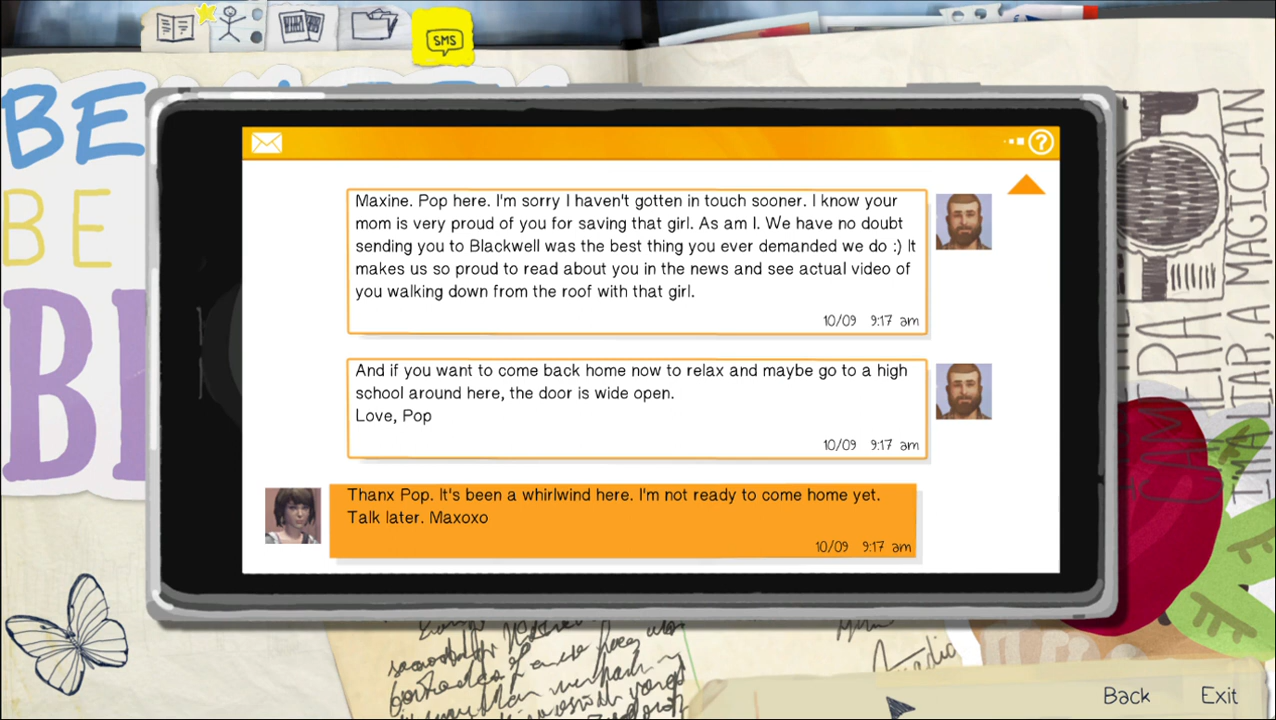 SMS
BE
BE
BE
Maxine. Pop here. I'm sorry I haven't gotten in touch sooner. I know your
mom is very proud of you for saving that girl. As am I. We have no doubt
sending you to Blackwell was the best thing you ever demanded we do :) It
makes us so proud to read about you in the news and see actual video of
you walking down from the roof with that girl.
10/09 9:17 am
And if you want to come back home now to relax and maybe go to a high
school around here, the door is wide open.
Love, Pop
10/09 9:17 am
Thanx Pop. It's been a whirlwind here. I'm not ready to come home yet.
Talk later. Maxoxo
10/09 9:17 am
?
CAMERA
I'M A LIAR, A MAGICIAN
Back Exit